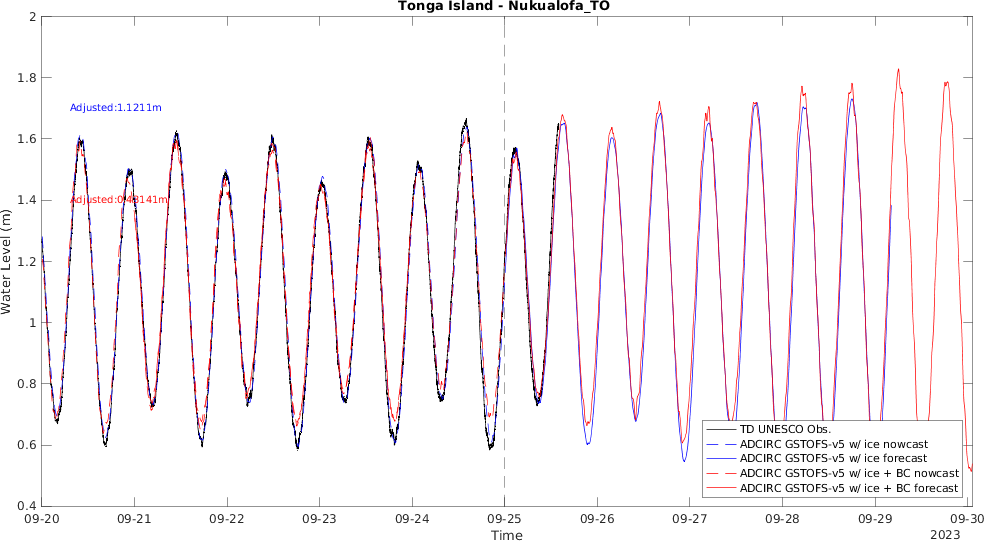 Tonga Island - Nukualofa_TO
2
1.8
1.6
1.4
1.2
1
0.8
0.6
0.4
Water Level (m)
Adjusted:1.1211m
Adjusted:0.48141m
TD UNESCO Obs.
ADCIRC GSTOFS-v5 w/ ice nowcast
ADCIRC GSTOFS-v5 w/ ice forecast
ADCIRC GSTOFS-v5 w/ ice + BC nowcast
ADCIRC GSTOFS-v5 w/ ice + BC forecast
09-20 09-21 09-22 09-23 09-24 09-25 09-26 09-27 09-28 09-29 09-30
Time
2023